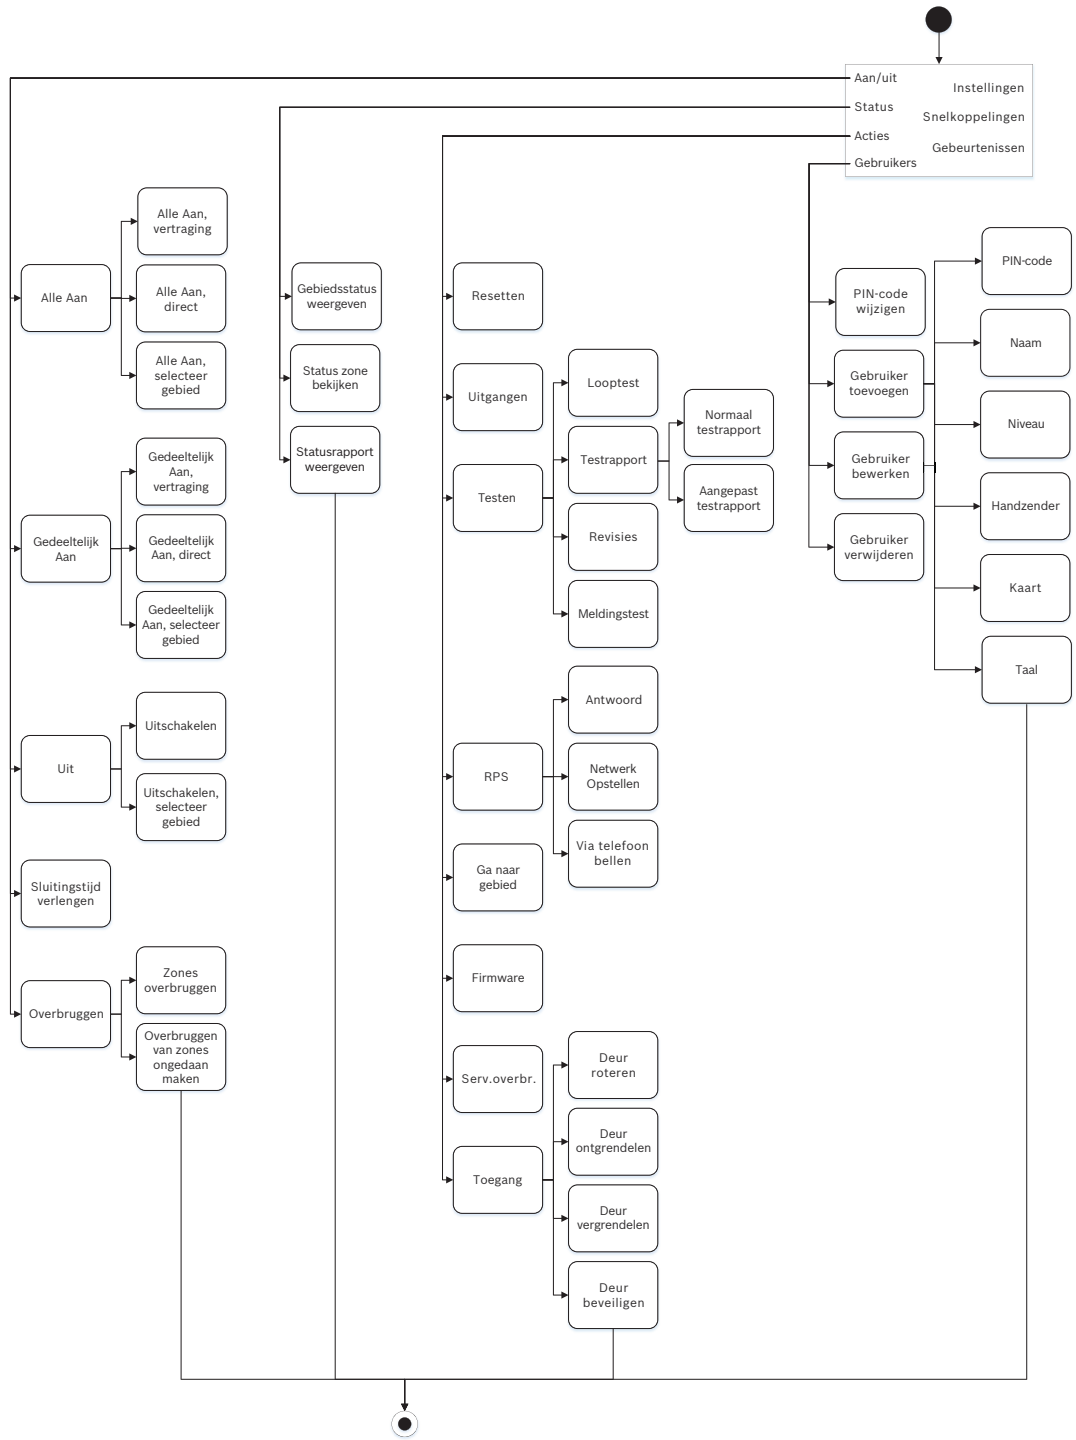 Aan/uit
Status
Acties
Gebruikers
Instellingen
Snelkoppelingen
Gebeurtenissen
Alle Aan
Alle Aan,
vertraging
Alle Aan,
direct
Alle Aan,
selecteer
gebied
Gedeeltelijk
Aan
Gedeeltelijk
Aan,
vertraging
Gedeeltelijk
Aan, direct
Gedeeltelijk
Aan, selecteer
gebied
Uit
Uitschakelen
Uitschakelen,
selecteer
gebied
Sluitingstijd
verlengen
Overbruggen
Zones
overbruggen
Overbruggen
van zones
ongedaan
maken
Gebiedsstatus
weergeven
Status zone
bekijken
Statusrapport
weergeven
Resetten
Uitgangen
Testen
Looptest
Testrapport
Normaal
testrapport
Aangepast
testrapport
Revisies
Meldingstest
RPS
Antwoord
Netwerk
Opstellen
Via telefoon
bellen
Ga naar
gebied
Firmware
Serv.overbr.
Toegang
Deur
roteren
Deur
ontgrendelen
Deur
vergrendelen
Deur
beveiligen
PIN-code
wijzigen
Gebruiker
toevoegen
Gebruiker
bewerken
Gebruiker
verwijderen
PIN-code
Naam
Niveau
Handzender
Kaart
Taal